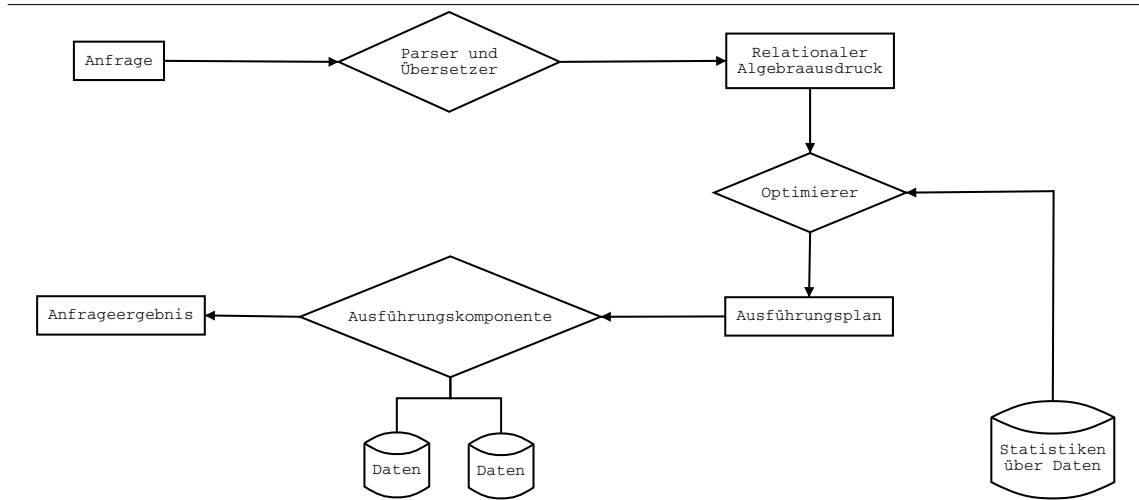 Anfrage
Parser und
Übersetzer
Relationaler
Algebraausdruck
Optimierer
Anfrageergebnis
Ausführungskomponente
Ausführungsplan
Daten
Daten
Statistiken
über Daten